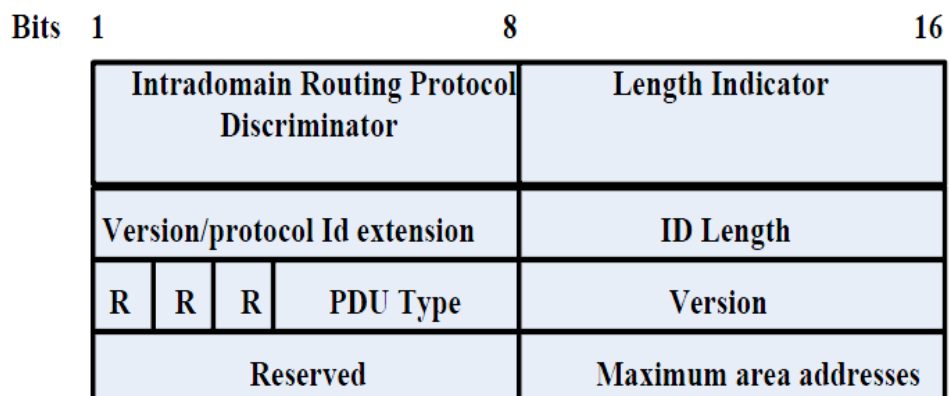 Bits 1 8 16
Intradomain Routing Protocol Length Indicator
Discriminator
Version/protocol Id extension ID Length
R R R PDU Type Version
Reserved Maximum area addresses